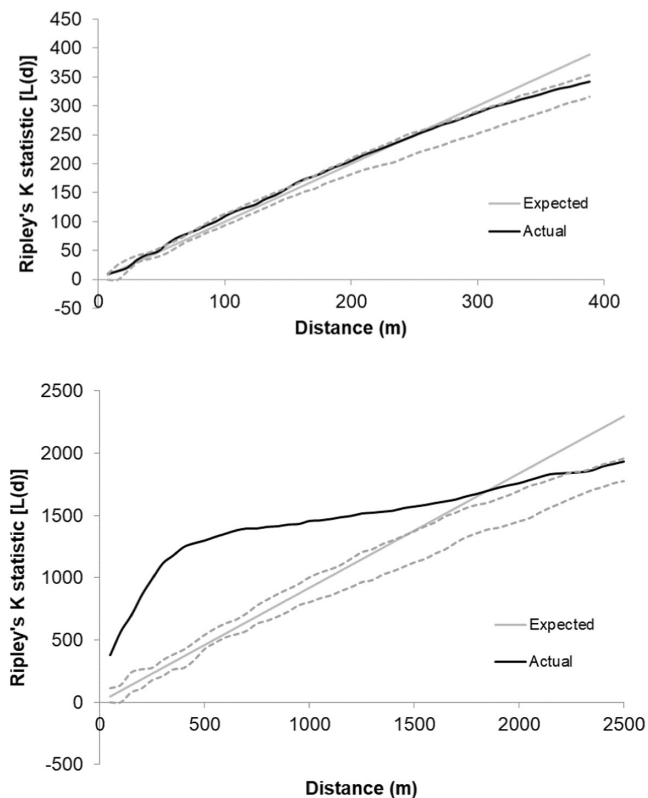 450
400
350
300
250
200
150
100
50
0
-50
0 100 200 300 400
Ripley's K statistic [L(d)]
Expected
Actual
Distance (m)
2500
2000
1500
1000
500
0
-500
0 500 1000 1500 2000 2500
Ripley's K statistic [L(d)]
Expected
Actual
Distance (m)